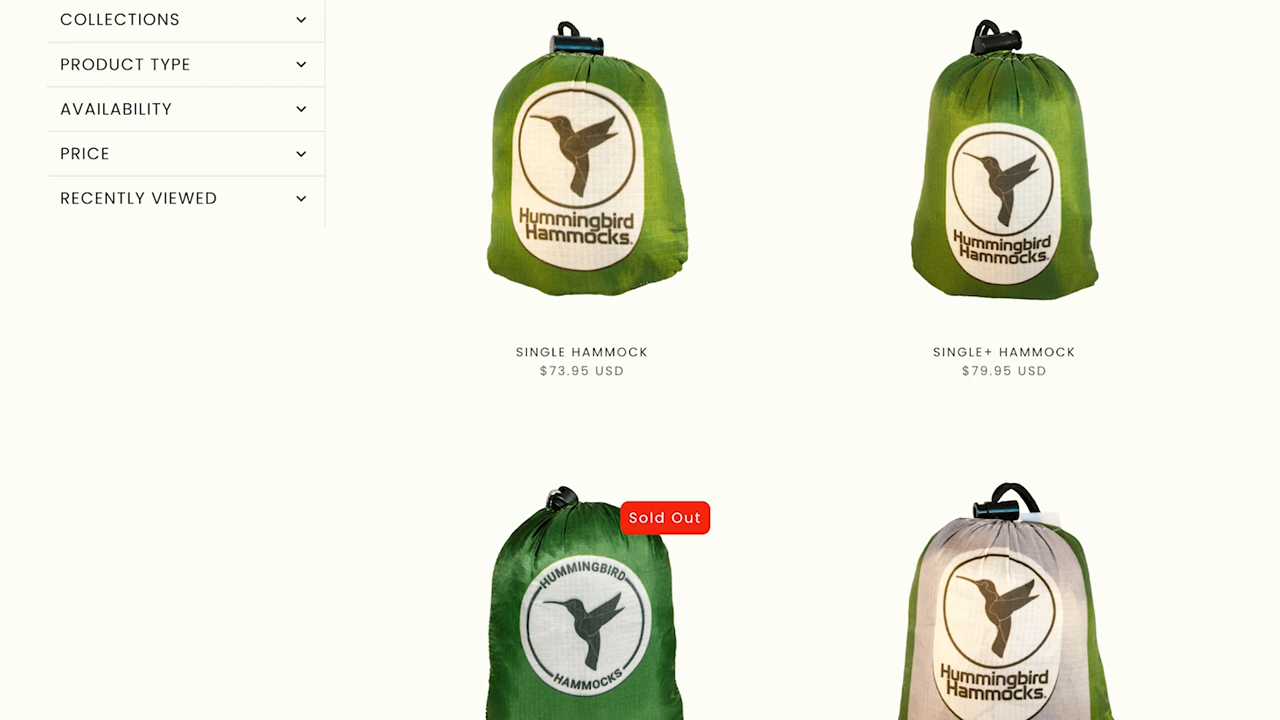 COLLECTIONS
PRODUCT TYPE
AVAILABILITY
PRICE
RECENTLY VIEWED
Hummingbird
Hammocks.
Hummingbird
Hammocks.
SINGLE HAMMOCK
$73.95 USD
SINGLE+ HAMMOCK
$79.95 USD
Sold Out
HUMMINGBIRD
HAMMOCKS
Hummingbird
Hammocks.